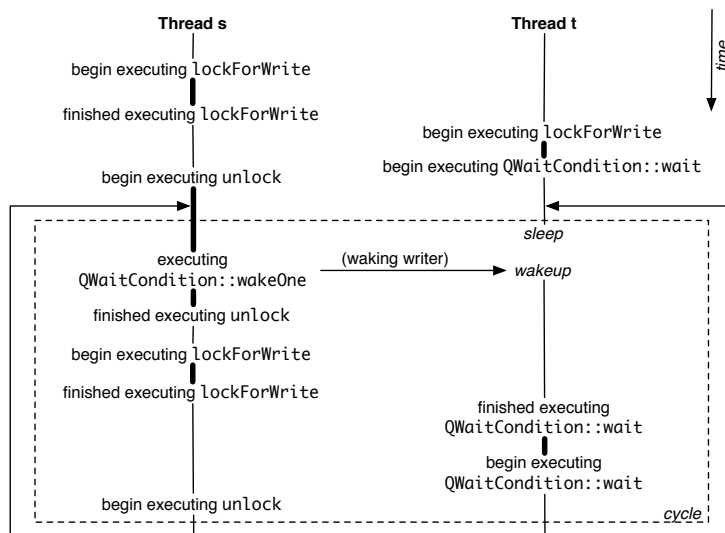 Thread s
Thread t
time
begin executing lockForWrite
finished executing lockForWrite
begin executing lockForWrite
begin executing QWaitCondition::wait
begin executing unlock
sleep
executing
QWaitCondition::wakeOne
(waking writer)
wakeup
finished executing unlock
begin executing lockForWrite
finished executing lockForWrite
finished executing
QWaitCondition::wait
begin executing
QWaitCondition::wait
begin executing unlock
cycle